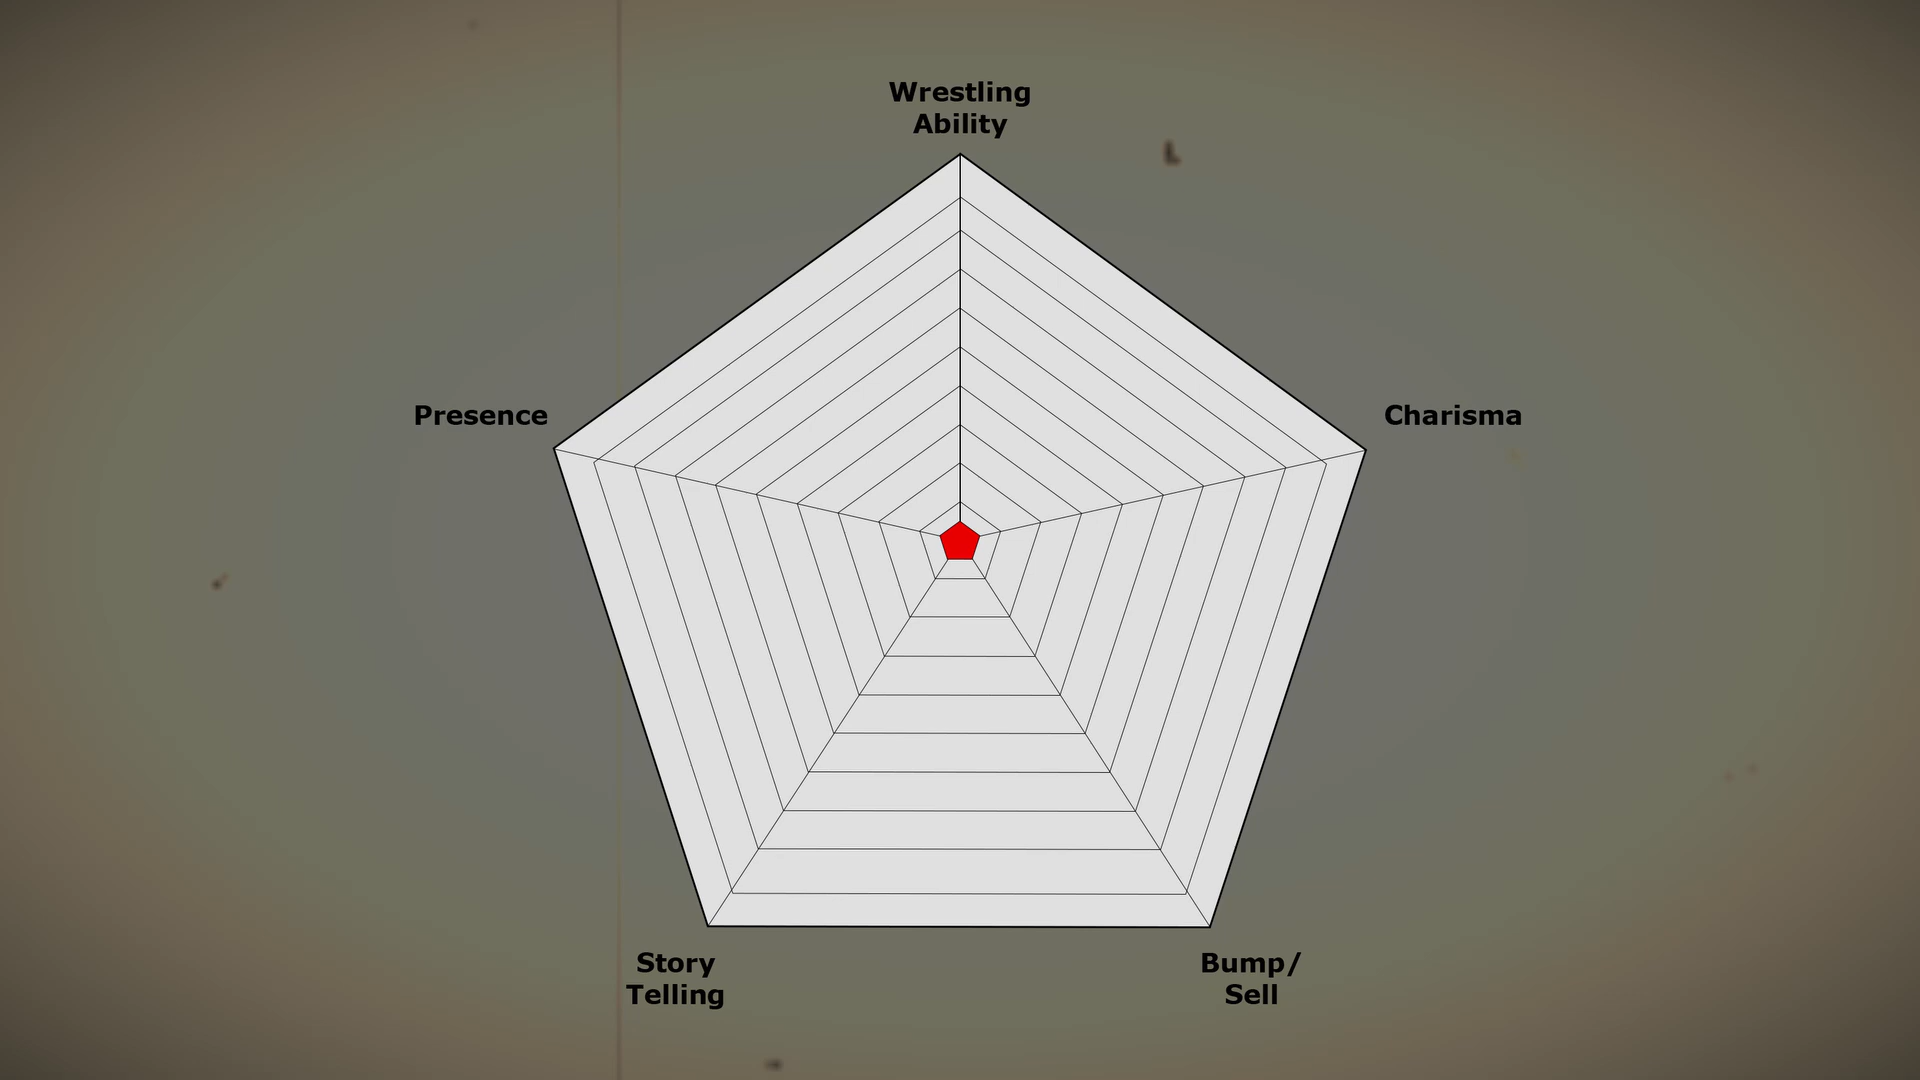 Wrestling
Ability
Presence
Charisma
Story
Telling
Bump/
Sell